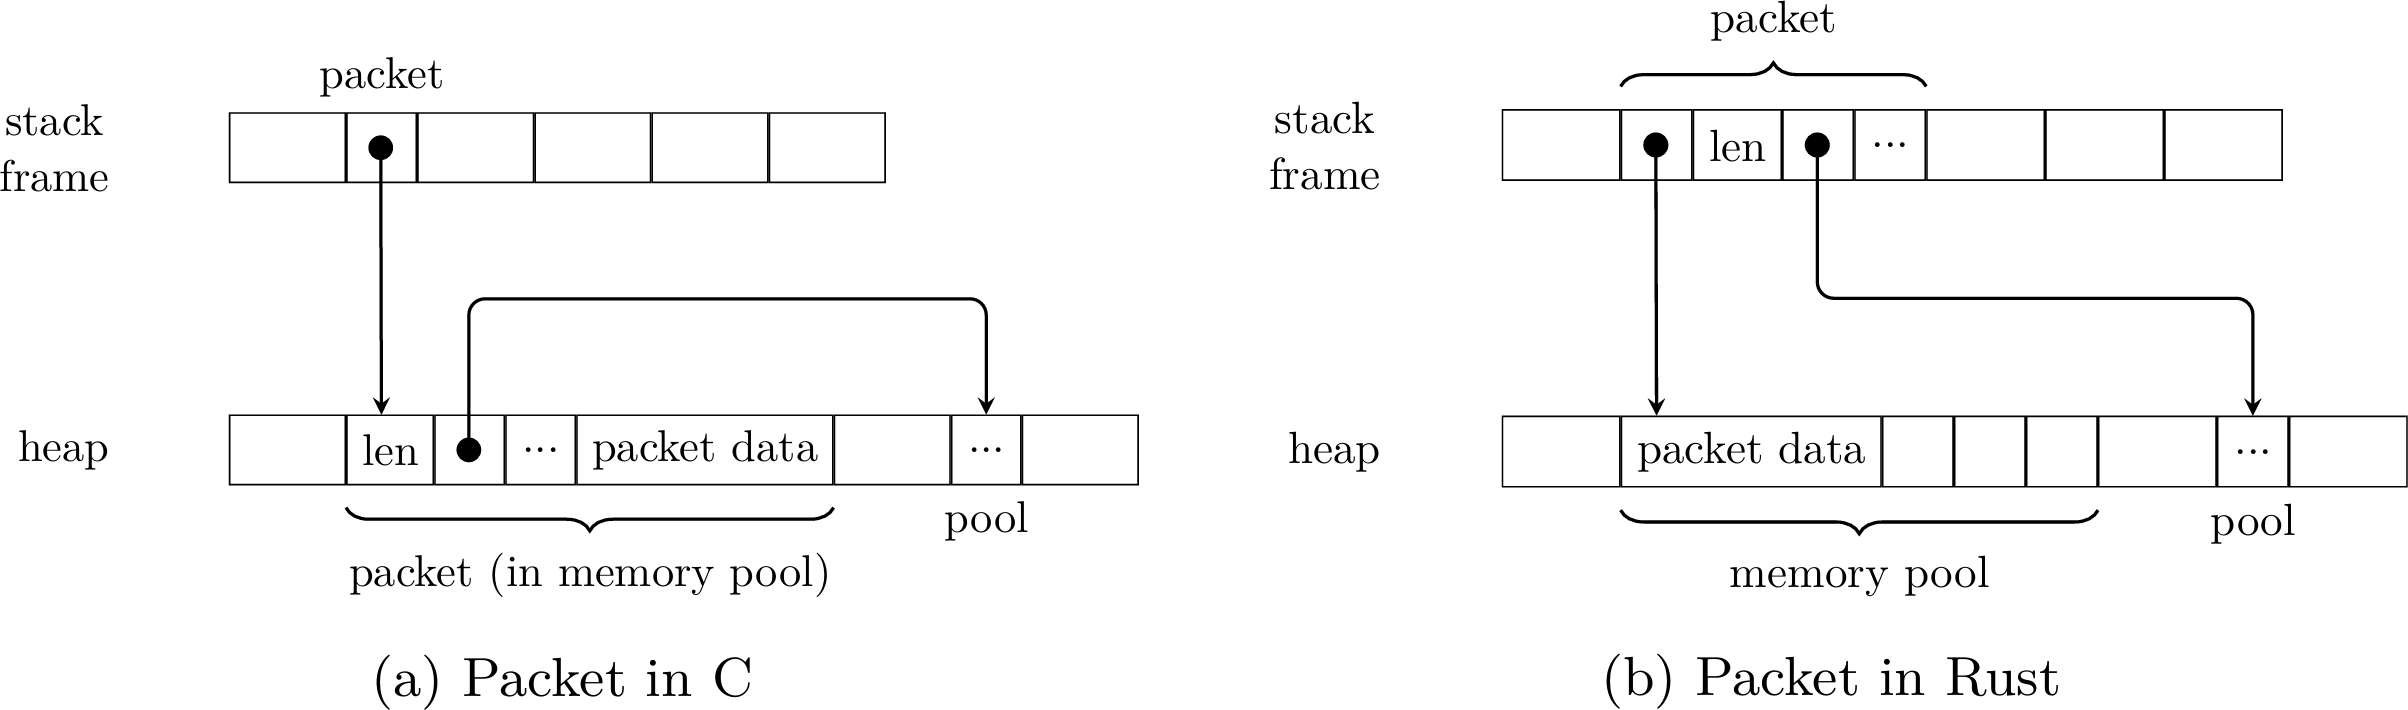 packet
stack
frame
heap
len
...
packet data
...
pool
packet (in memory pool)
(a) Packet in C
packet
stack
frame
len
...
heap
packet data
...
pool
memory pool
(b) Packet in Rust